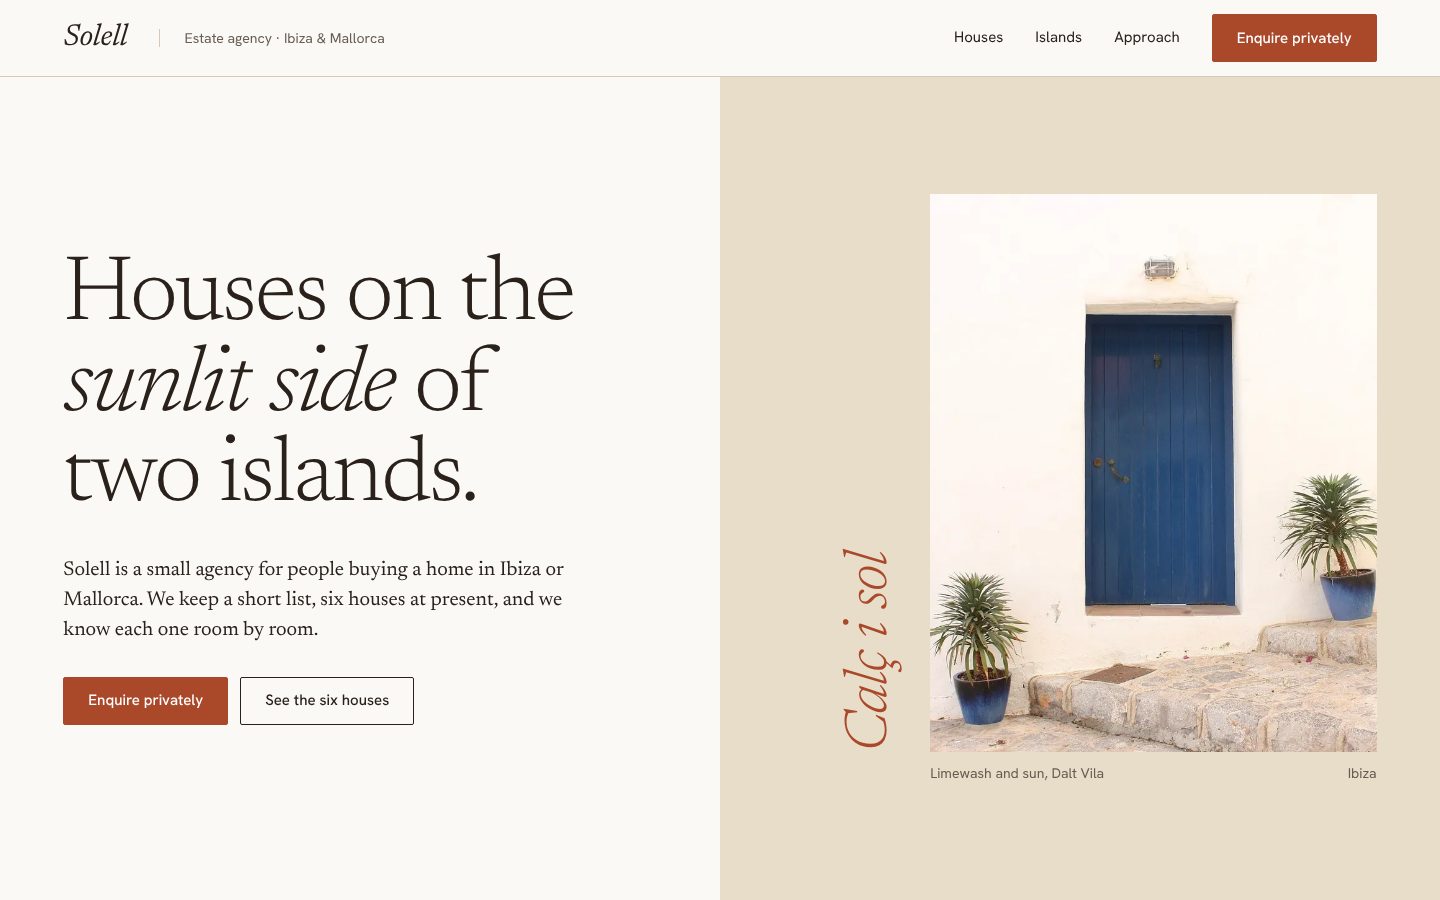 Solell
Estate agency · Ibiza & Mallorca
Houses
Islands
Approach
Enquire privately
Houses on the
sunlit side of
two islands.
Solell is a small agency for people buying a home in Ibiza or
Mallorca. We keep a short list, six houses at present, and we
know each one room by room.
Enquire privately
See the six houses
Calç i sol
Limewash and sun, Dalt Vila
Ibiza